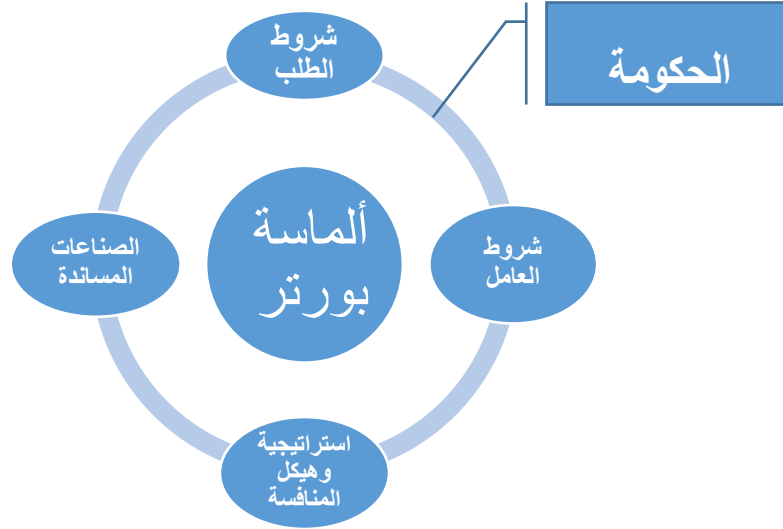 شروط
الطلب
الحكومة
ألماسة
بورتر
شروط
العامل
الصناعات
المساندة
استراتيجية
وهيكل
المنافسة